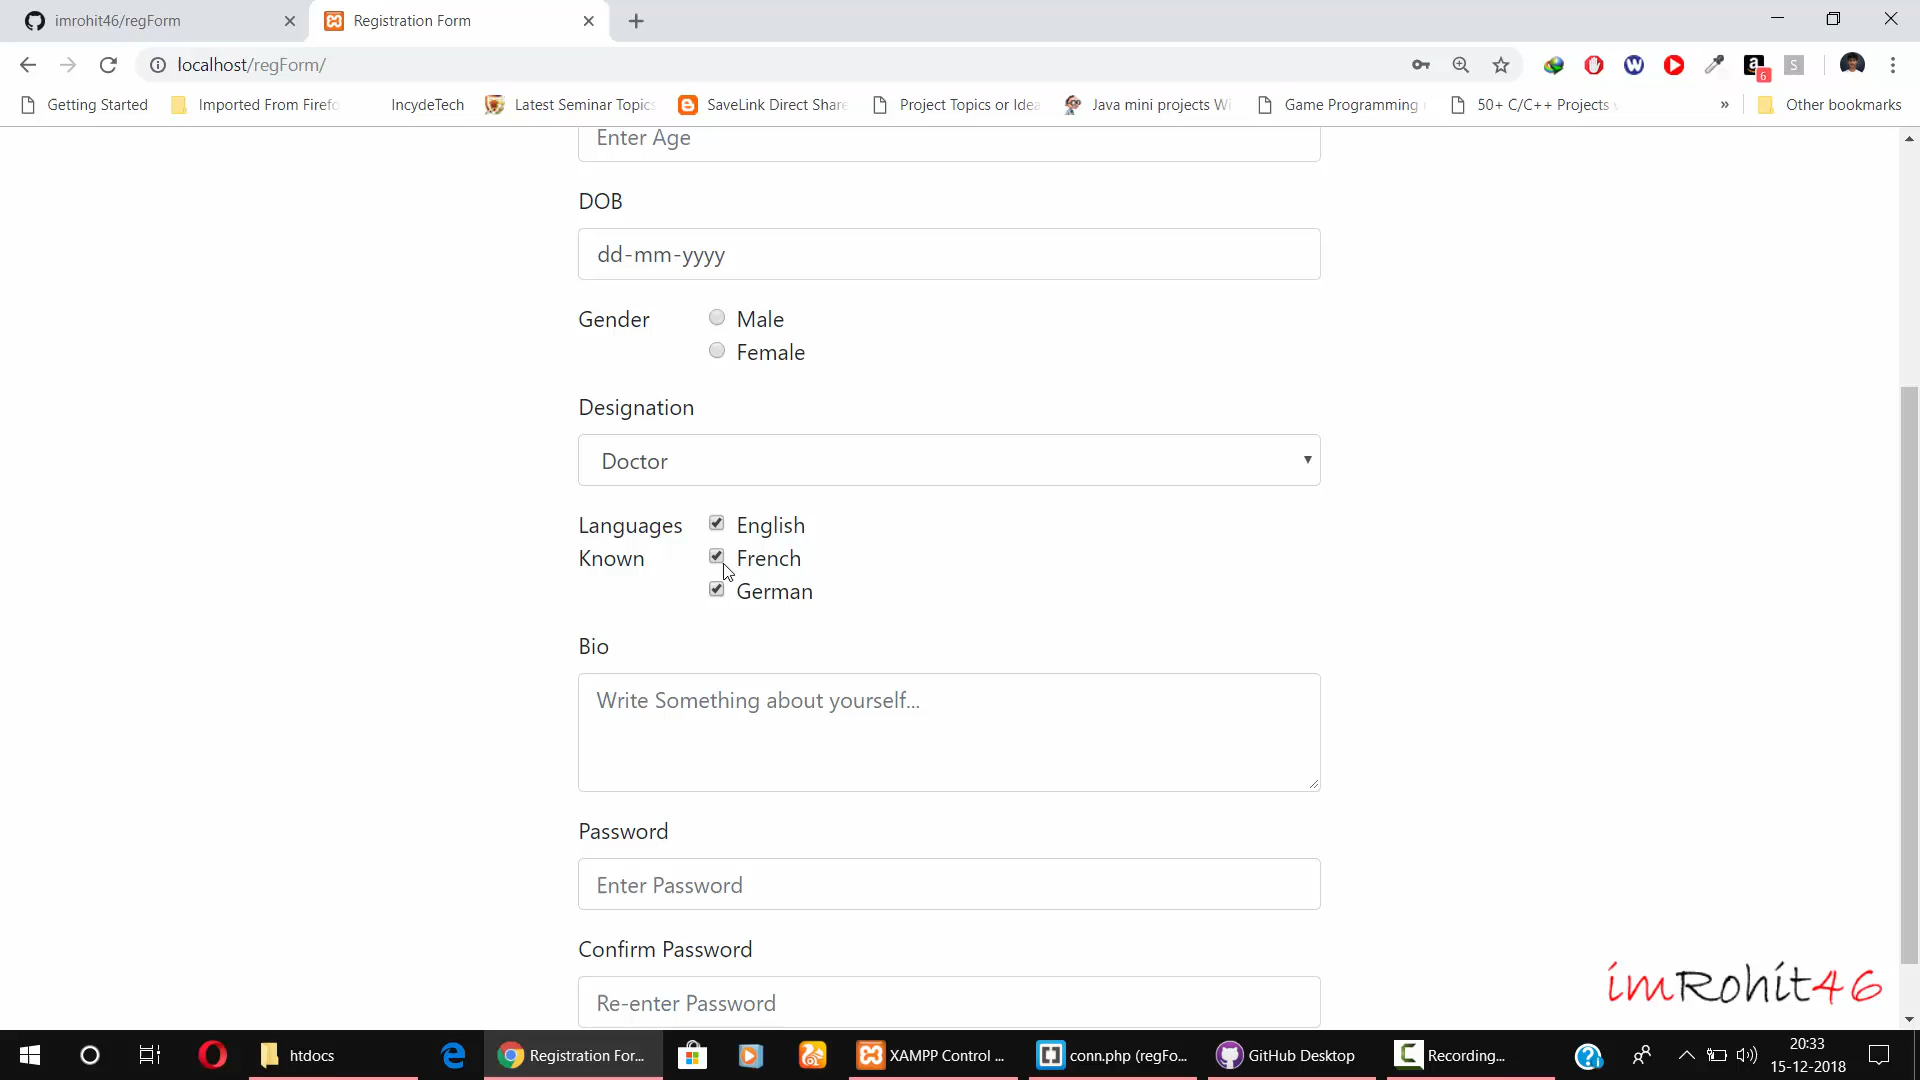 imrohit46/regForm
Registration Form
localhost/regForm/
6
S
Getting Started
Imported From Firefo
IncydeTech
Latest Seminar Topics
SaveLink Direct Share
Project Topics or Idea
Java mini projects Wi
Game Programming
50+ C/C++ Projects
»
Other bookmarks
Enter Age
DOB
dd-mm-yyyy
Gender
Male
Female
Designation
Doctor
Languages Known
English
French
German
Bio
Write Something about yourself...
Password
Enter Password
Confirm Password
Re-enter Password
imRohit46
htdocs
Registration For...
XAMPP Control ...
conn.php (regFo...
GitHub Desktop
Recording...
20:33
15-12-2018